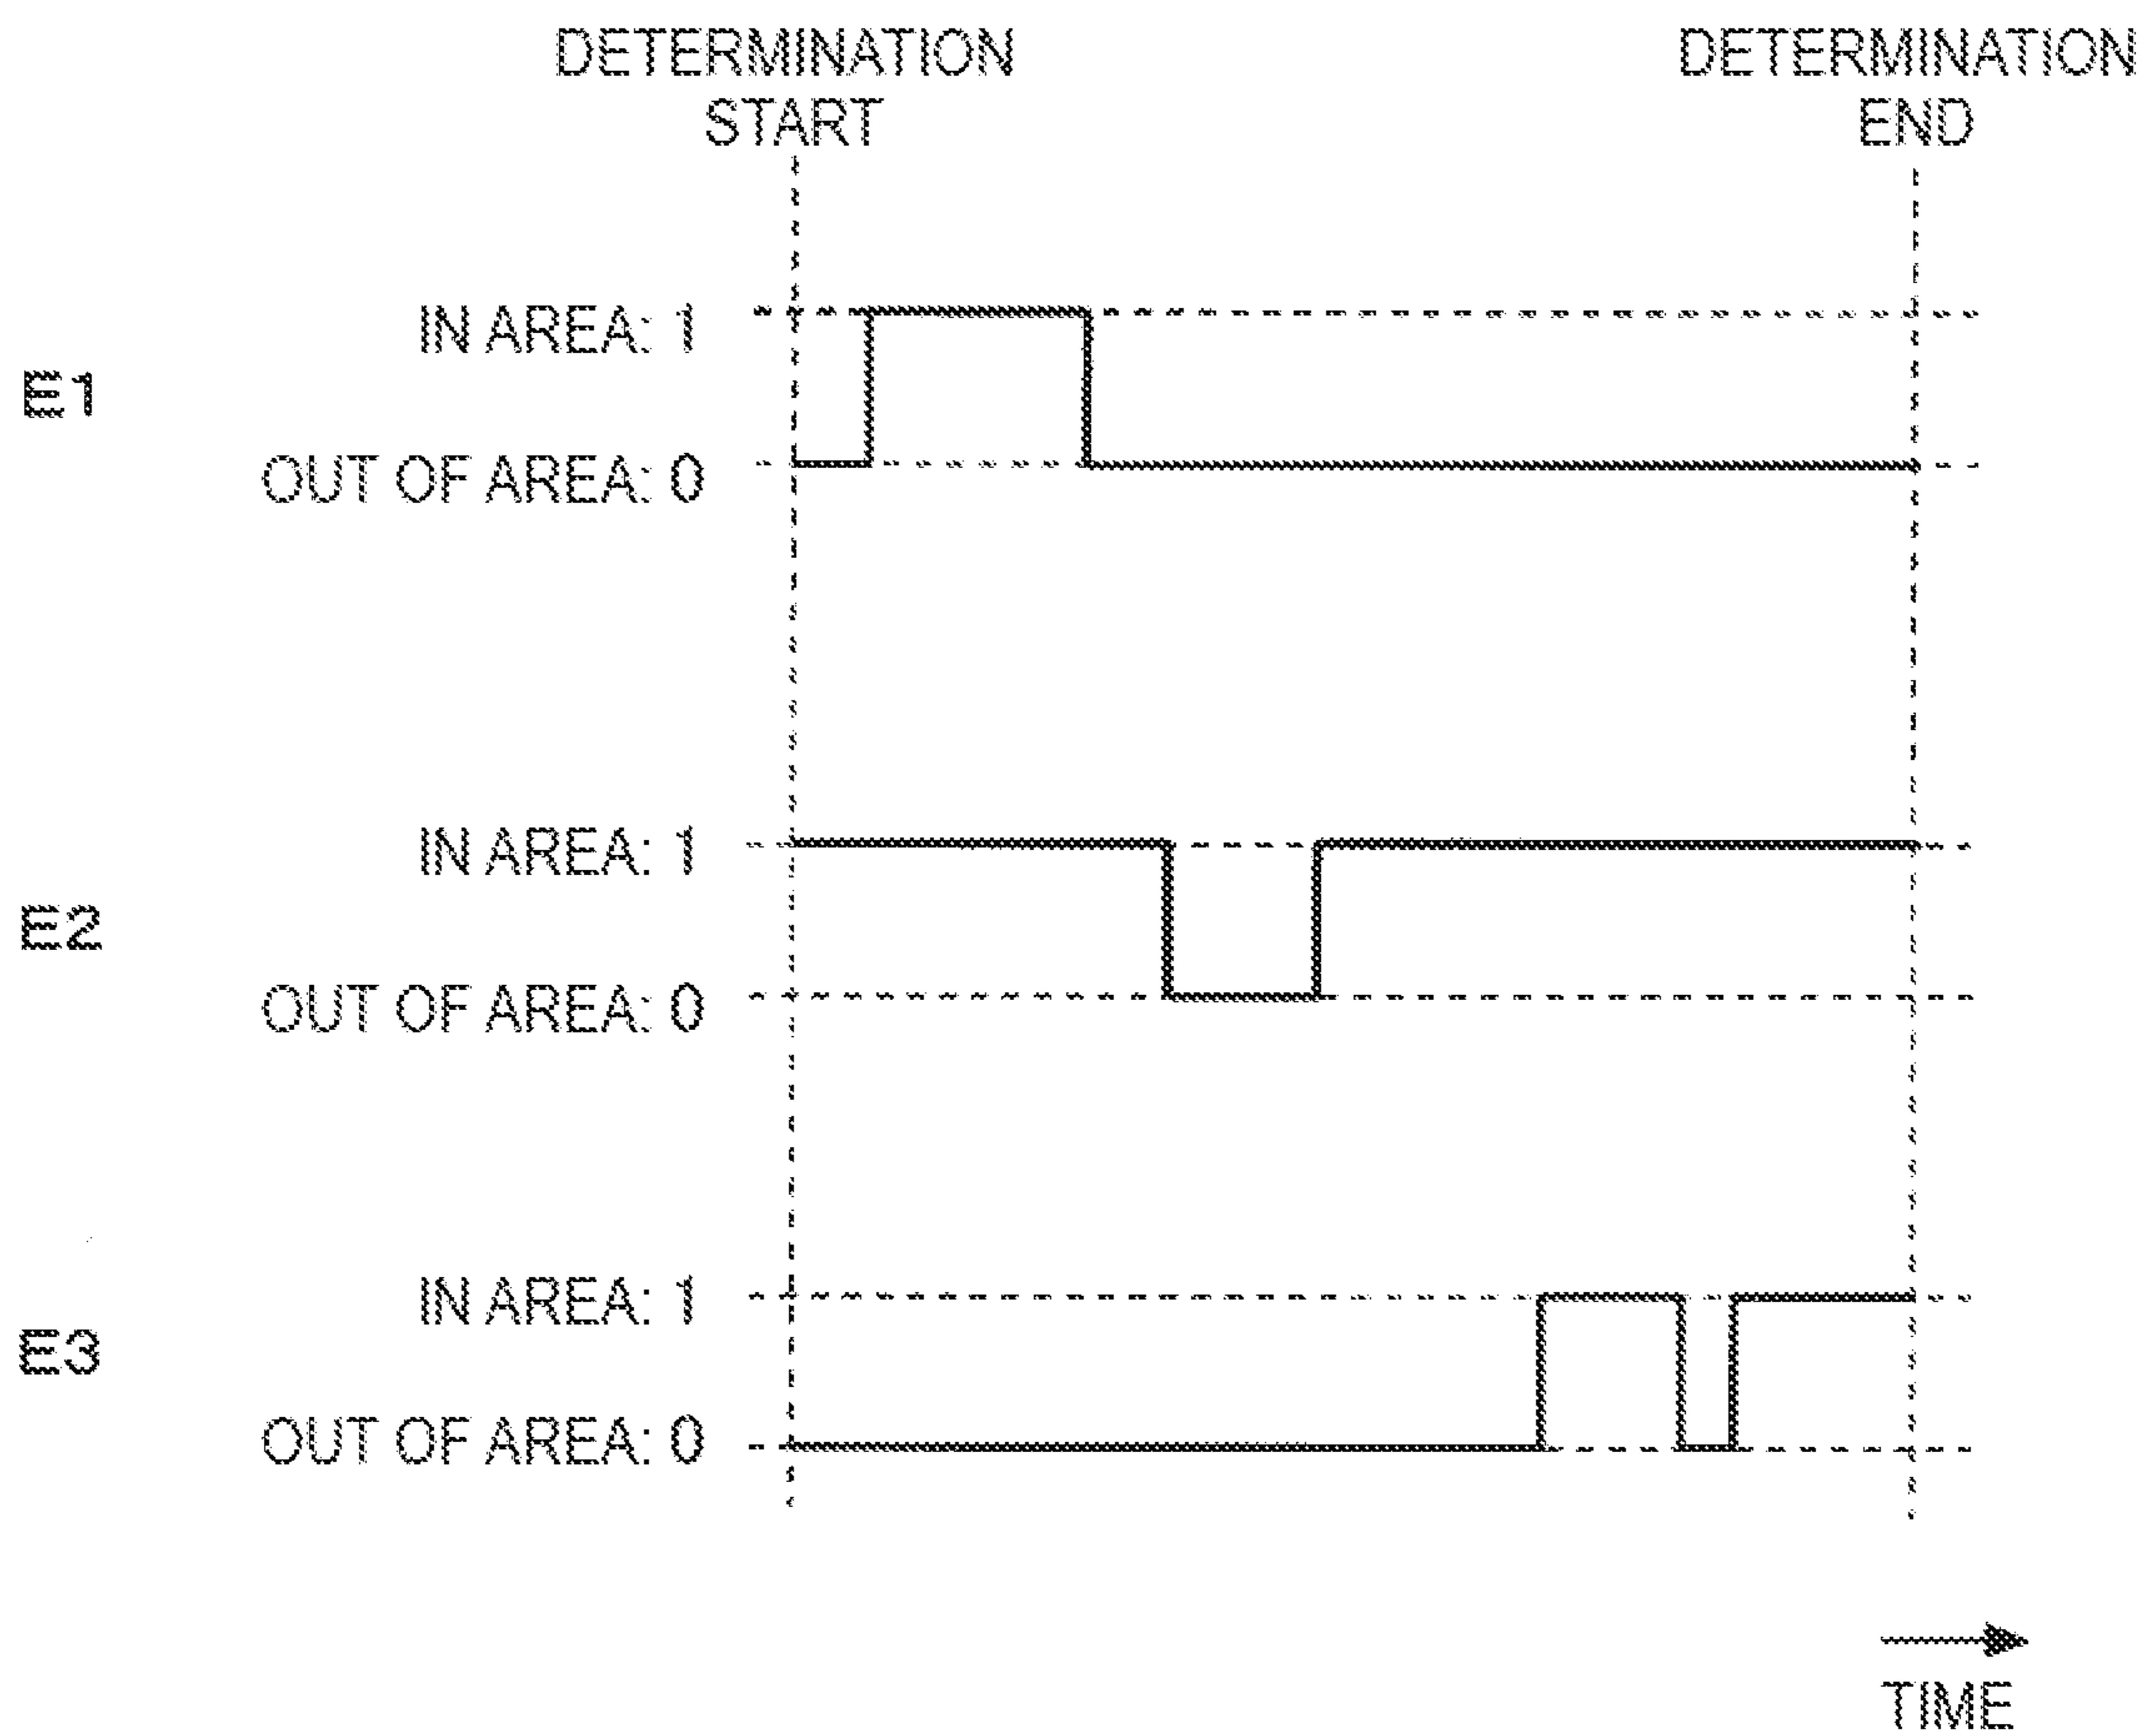 DETERMINATION
START
DETERMINATION
END
IN AREA: 1
E1
OUT OF AREA: 0
IN AREA: 1
E2
OUT OF AREA: 0
IN AREA: 1
E3
OUT OF AREA: 0
TIME